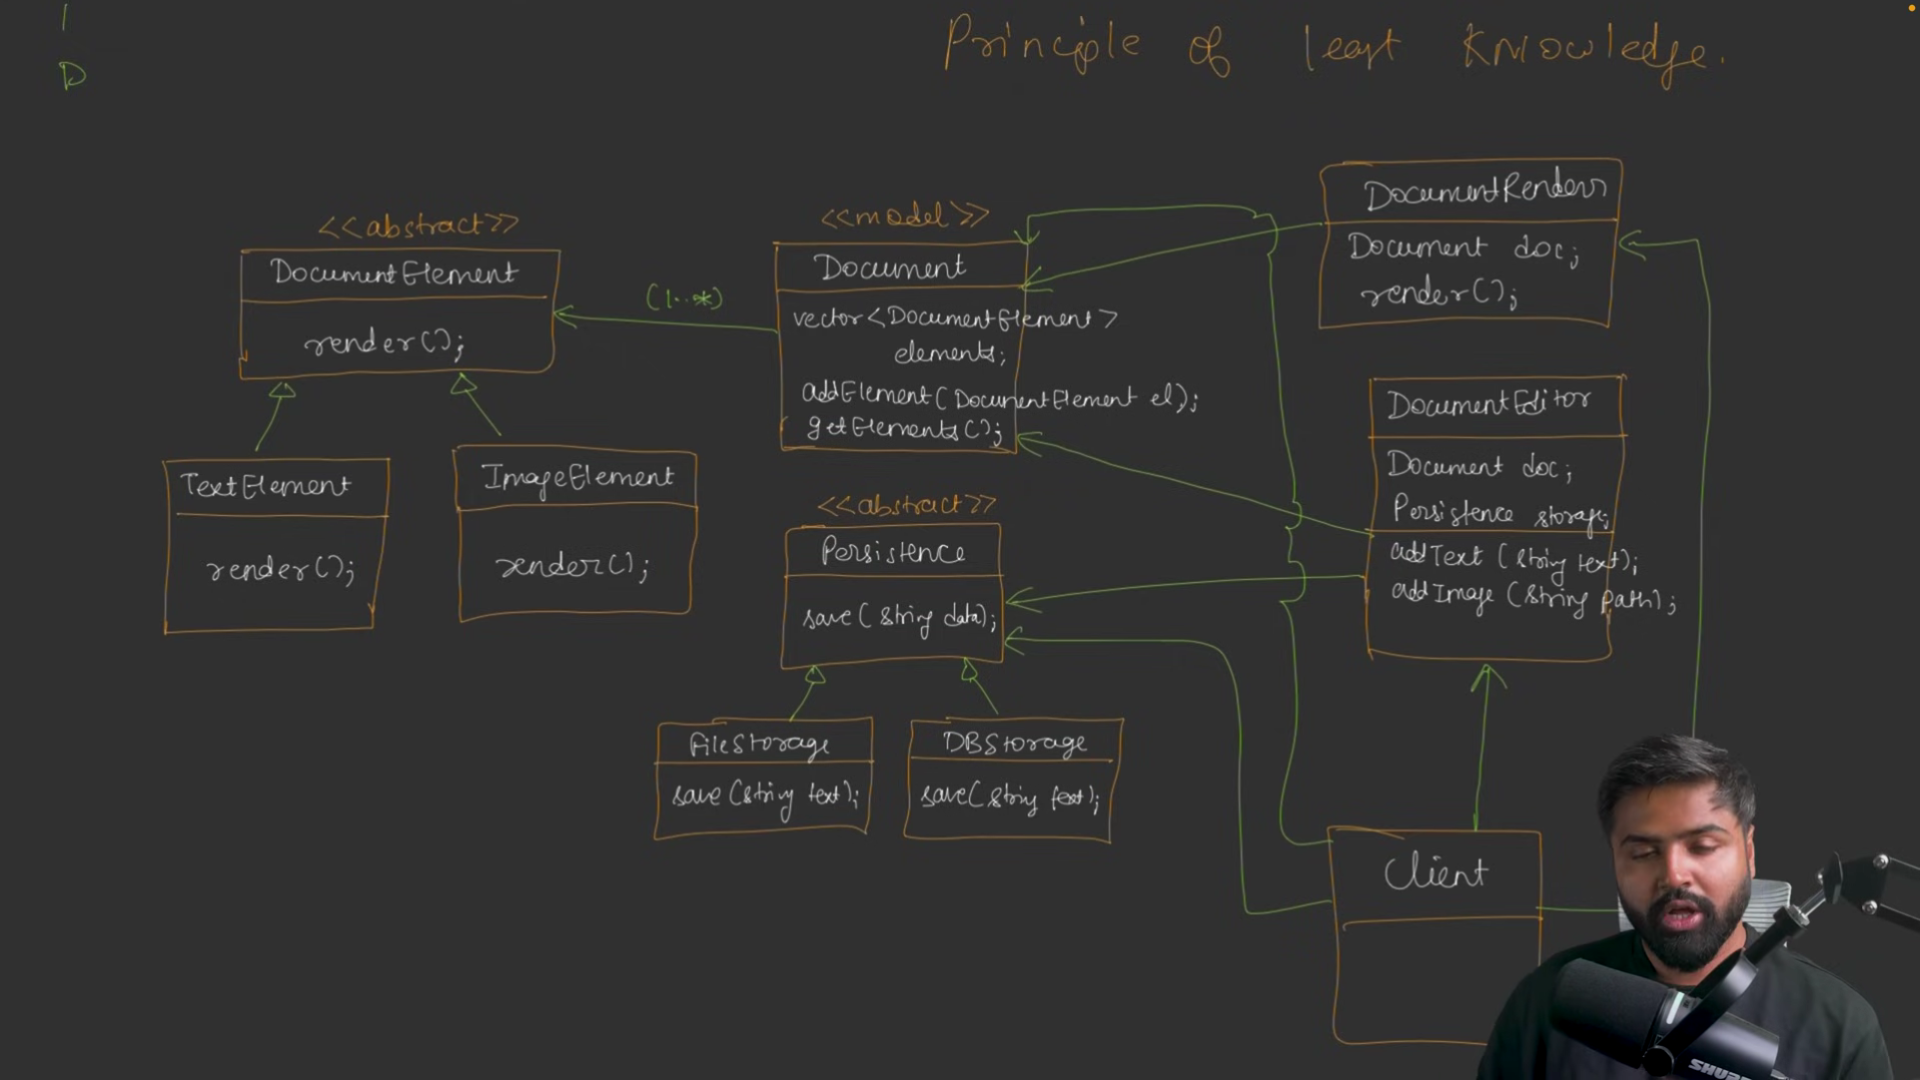 I
D
Principle of least Knowledge.
<<abstract>>
DocumentElement
render();
TextElement
render();
ImageElement
render();
(1..*)
<<model>>
Document
vector<DocumentElement>
elements;
addElement(DocumentElement el);
getElements();
<<abstract>>
Persistence
save(string data);
FileStorage
save(string text);
DBStorage
save(string text);
DocumentRender
Document doc;
render();
DocumentEditor
Document doc;
Persistence storage;
addText (string text);
addImage (string path);
Client
SHURE